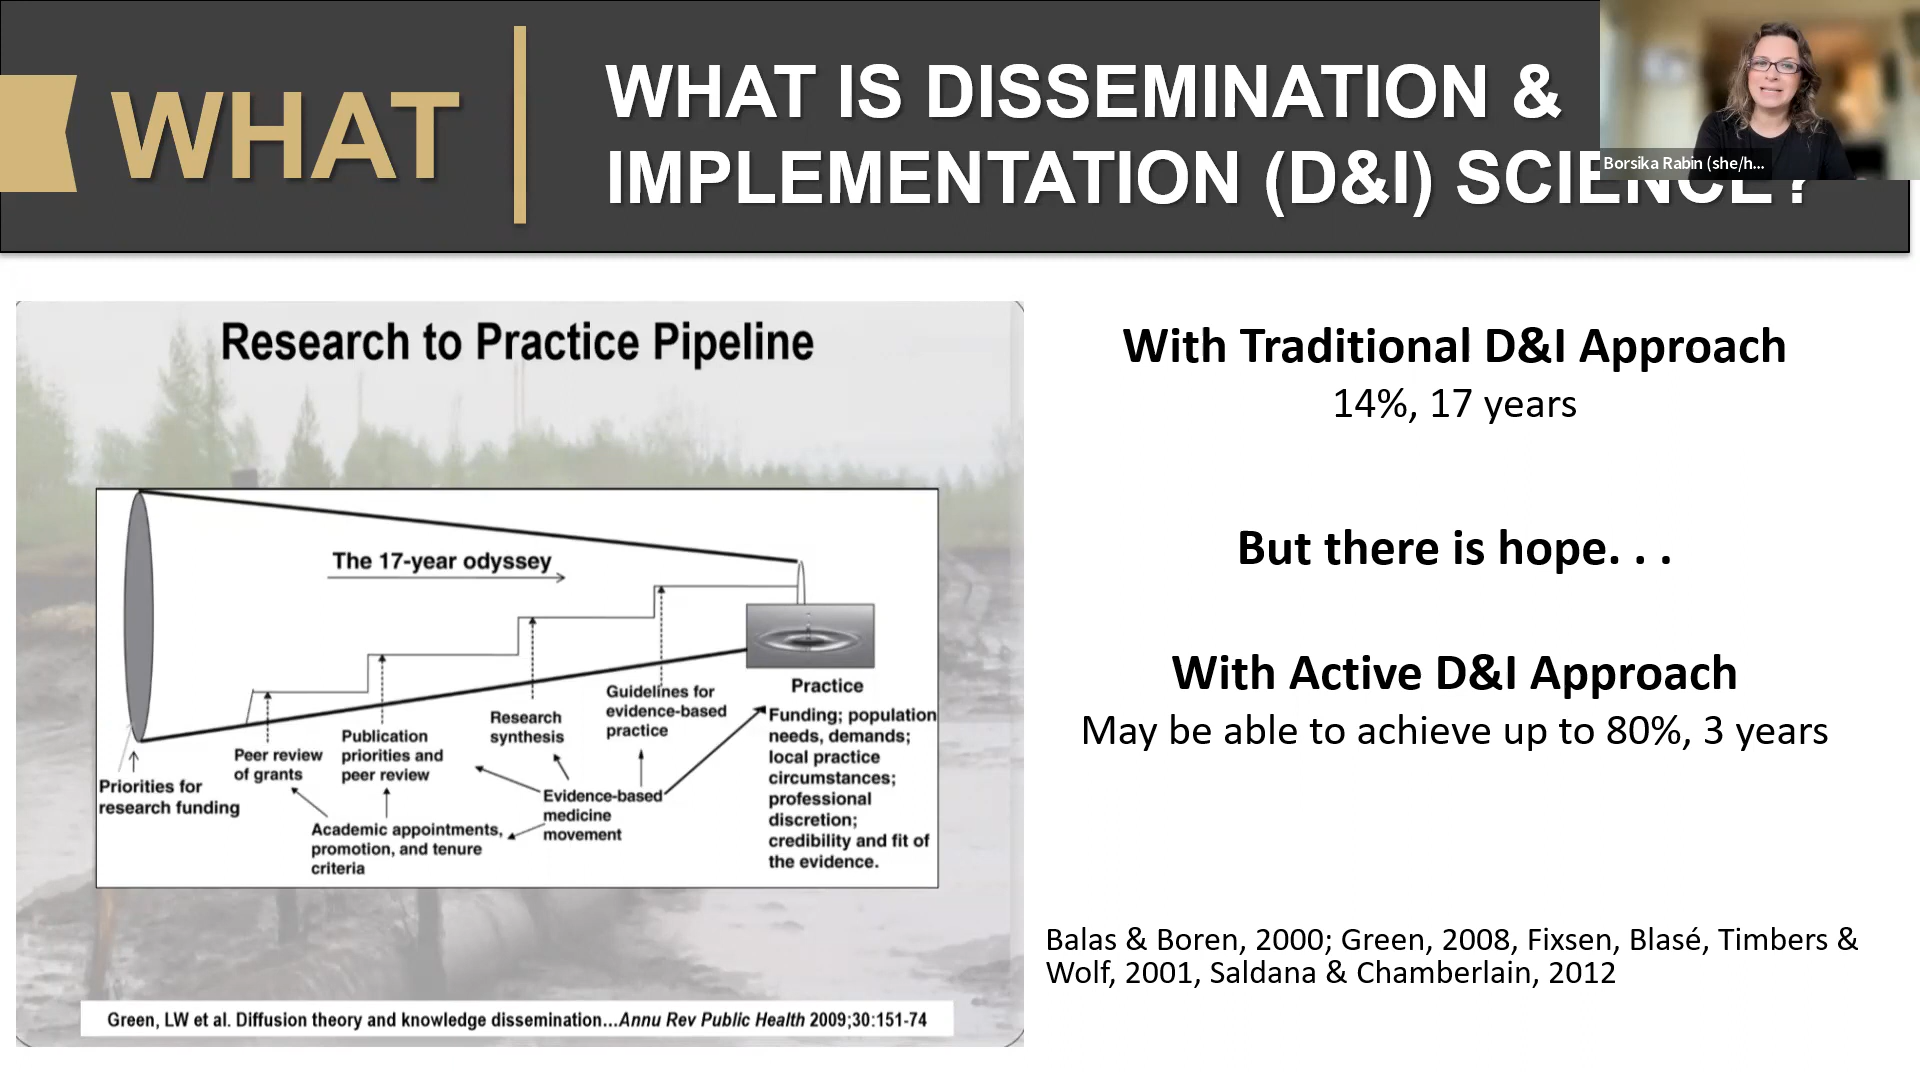 WHAT
WHAT IS DISSEMINATION &
IMPLEMENTATION (D&I) SCIENCE?
Borsika Rabin (she/h...
Research to Practice Pipeline
The 17-year odyssey
Priorities for
research funding
Peer review
of grants
Publication
priorities and
peer review
Research
synthesis
Guidelines for
evidence-based
practice
Academic appointments,
promotion, and tenure
criteria
Evidence-based
medicine
movement
Practice
Funding; population
needs, demands;
local practice
circumstances;
professional
discretion;
credibility and fit of
the evidence.
Green, LW et al. Diffusion theory and knowledge dissemination...Annu Rev Public Health 2009;30:151-74
With Traditional D&I Approach
14%, 17 years
But there is hope. . .
With Active D&I Approach
May be able to achieve up to 80%, 3 years
Balas & Boren, 2000; Green, 2008, Fixsen, Blasé, Timbers &
Wolf, 2001, Saldana & Chamberlain, 2012